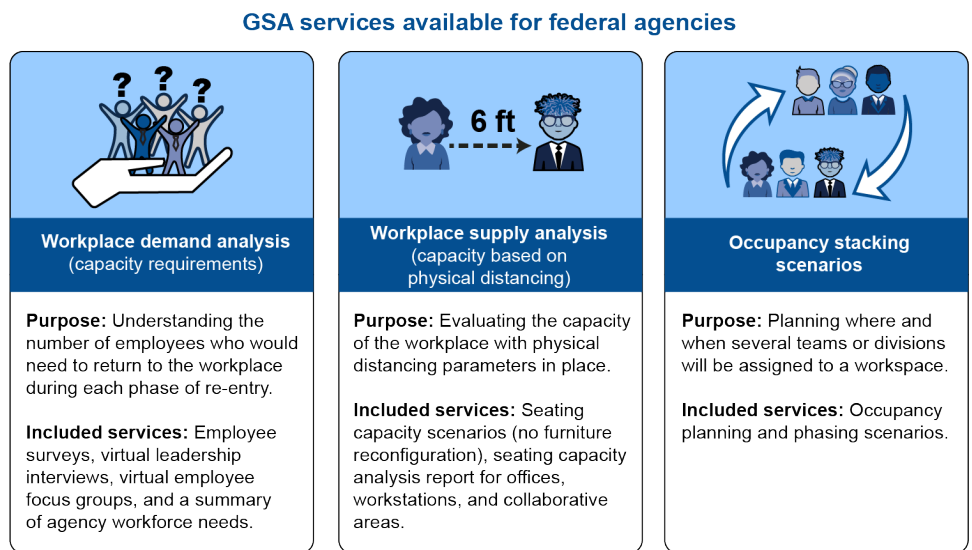 GSA services available for federal agencies
? ? ?
Workplace demand analysis
(capacity requirements)
Purpose: Understanding the
number of employees who would
need to return to the workplace
during each phase of re-entry.
Included services: Employee
surveys, virtual leadership
interviews, virtual employee
focus groups, and a summary
of agency workforce needs.
6 ft
Workplace supply analysis
(capacity based on
physical distancing)
Purpose: Evaluating the capacity
of the workplace with physical
distancing parameters in place.
Included services: Seating
capacity scenarios (no furniture
reconfiguration), seating capacity
analysis report for offices,
workstations, and collaborative
areas.
Occupancy stacking
scenarios
Purpose: Planning where and
when several teams or divisions
will be assigned to a workspace.
Included services: Occupancy
planning and phasing scenarios.